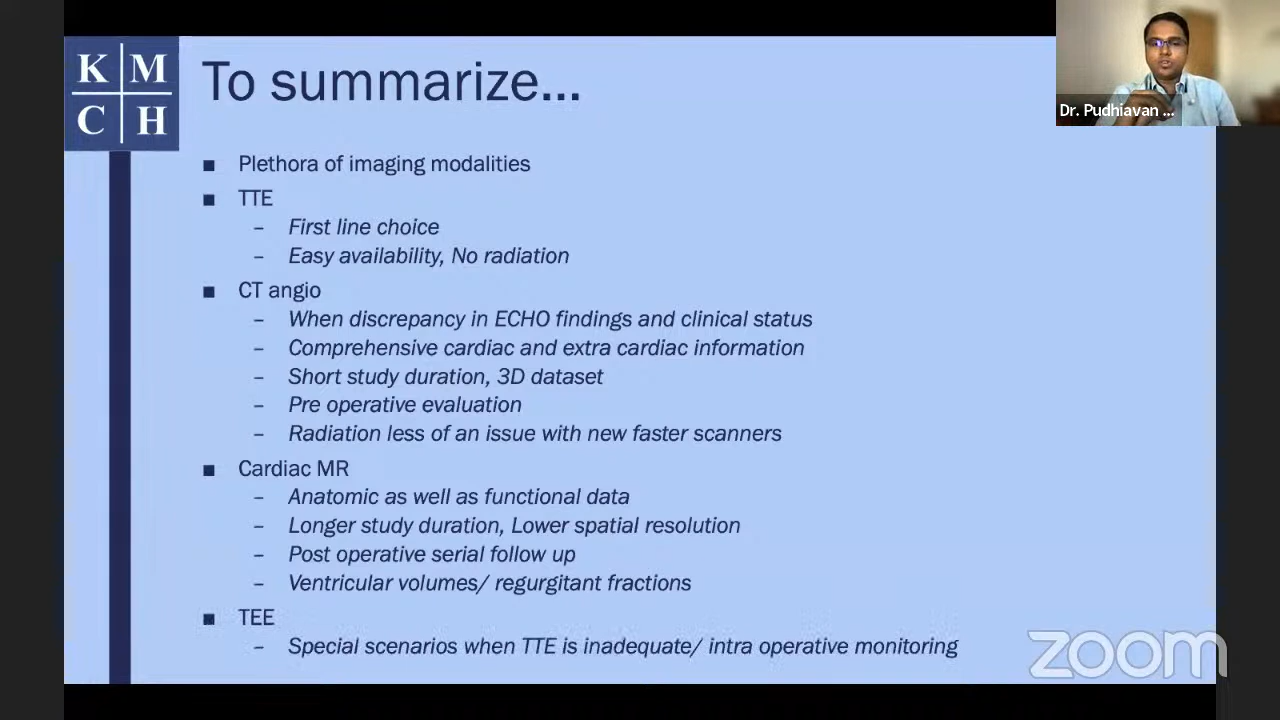 K M
C H
To summarize...
Dr. Pudhiavan ...
■ Plethora of imaging modalities
■ TTE
– First line choice
– Easy availability, No radiation
■ CT angio
– When discrepancy in ECHO findings and clinical status
– Comprehensive cardiac and extra cardiac information
– Short study duration, 3D dataset
– Pre operative evaluation
– Radiation less of an issue with new faster scanners
■ Cardiac MR
– Anatomic as well as functional data
– Longer study duration, Lower spatial resolution
– Post operative serial follow up
– Ventricular volumes/ regurgitant fractions
■ TEE
– Special scenarios when TTE is inadequate/ intra operative monitoring
zoom